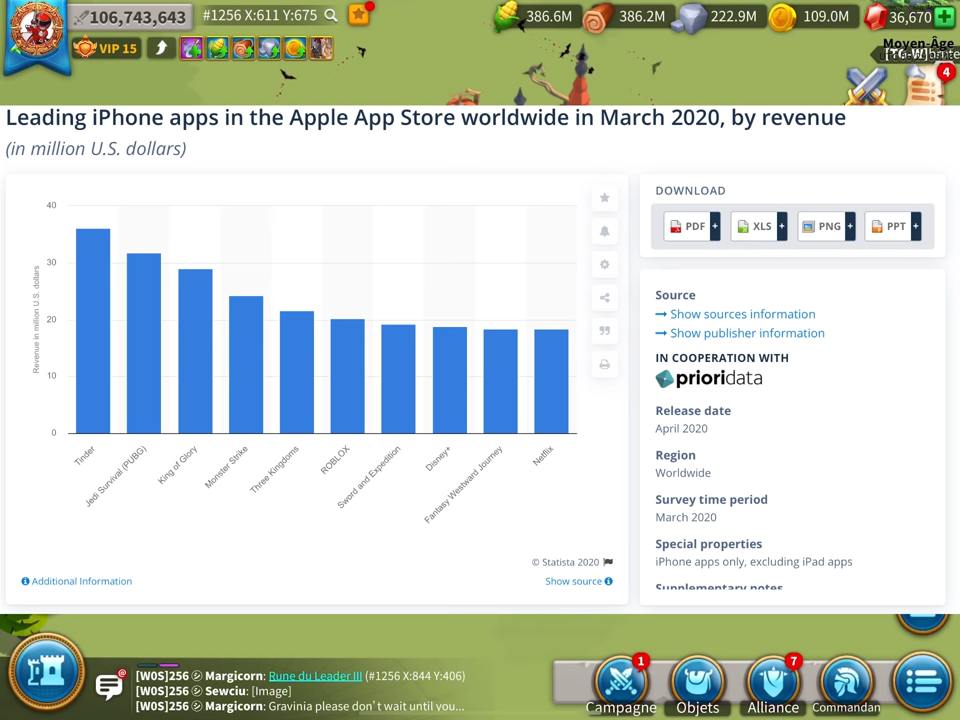 106,743,643
#1256 X:611 Y:675
386.6M
386.2M
222.9M
109.0M
36,670
VIP 15
Moyen-Âge
4
Leading iPhone apps in the Apple App Store worldwide in March 2020, by revenue
(in million U.S. dollars)
Revenue in million U.S. dollars
40
30
20
10
0
Tinder
Jedi Survival (PUBG)
King of Glory
Monster Strike
Three Kingdoms
ROBLOX
Sword and Expedition
Disney+
Fantasy Westward Journey
Netflix
© Statista 2020
Additional Information
Show source
DOWNLOAD
PDF +
XLS +
PNG +
PPT +
Source
→ Show sources information
→ Show publisher information
IN COOPERATION WITH
prioridata
Release date
April 2020
Region
Worldwide
Survey time period
March 2020
Special properties
iPhone apps only, excluding iPad apps
Supplementary notes
[W0S]256 Margicorn: Rune du Leader III (#1256 X:844 Y:406)
[W0S]256 Sewciu: [Image]
[W0S]256 Margicorn: Gravinia please don't wait until you...
1
7
Campagne
Objets
Alliance
Commandan